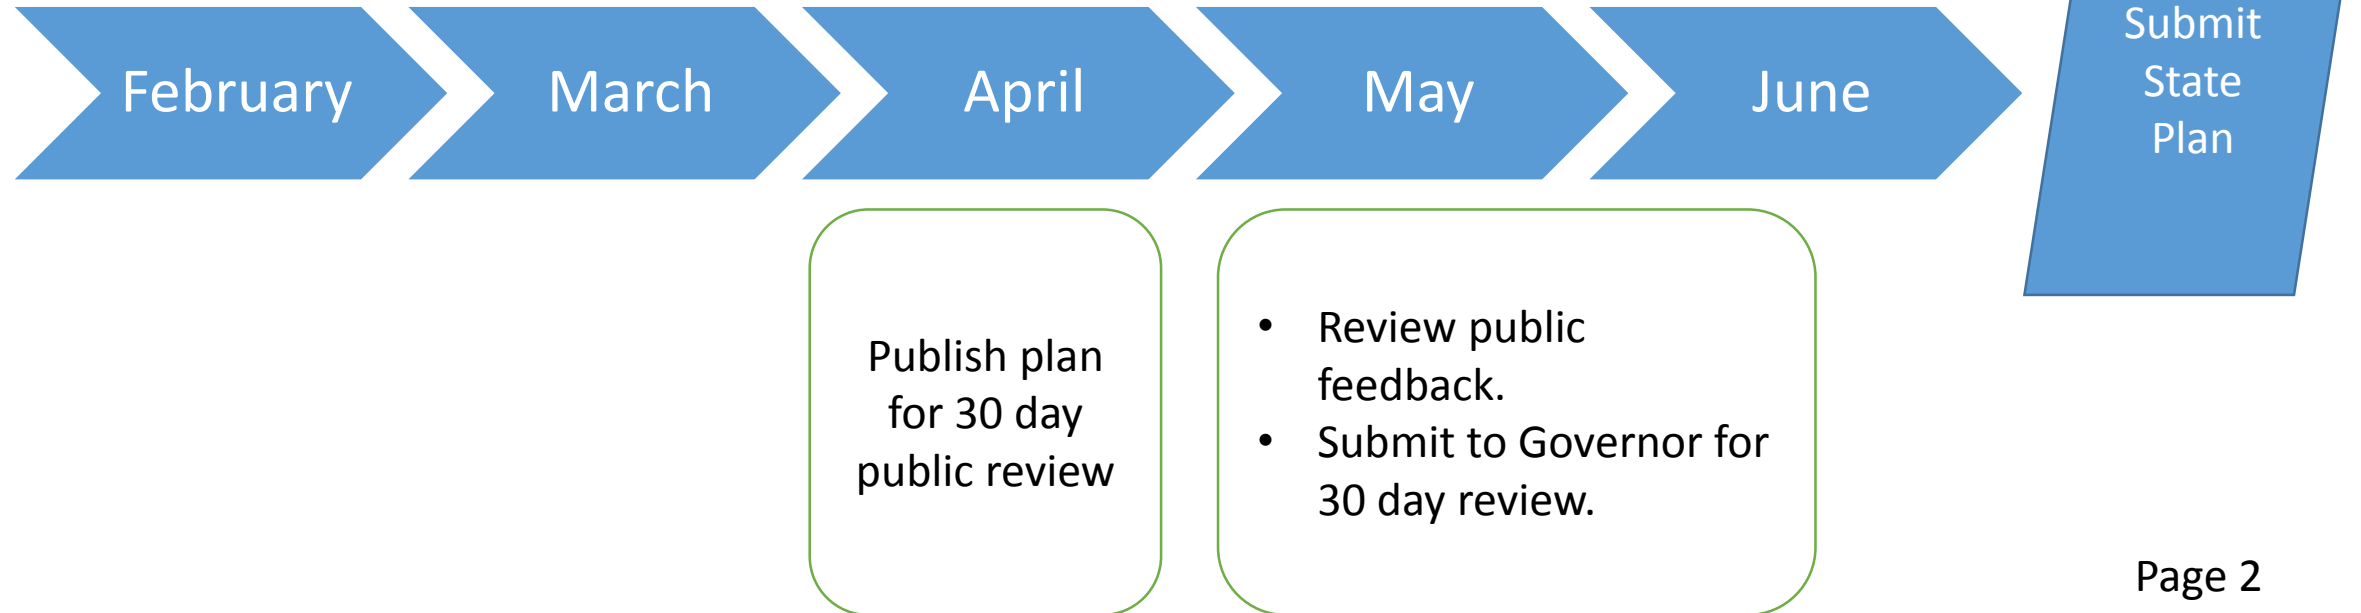 February
March
April
May
June
Submit
State
Plan
Publish plan
for 30 day
public review
• Review public
feedback.
• Submit to Governor for
30 day review.
Page 2